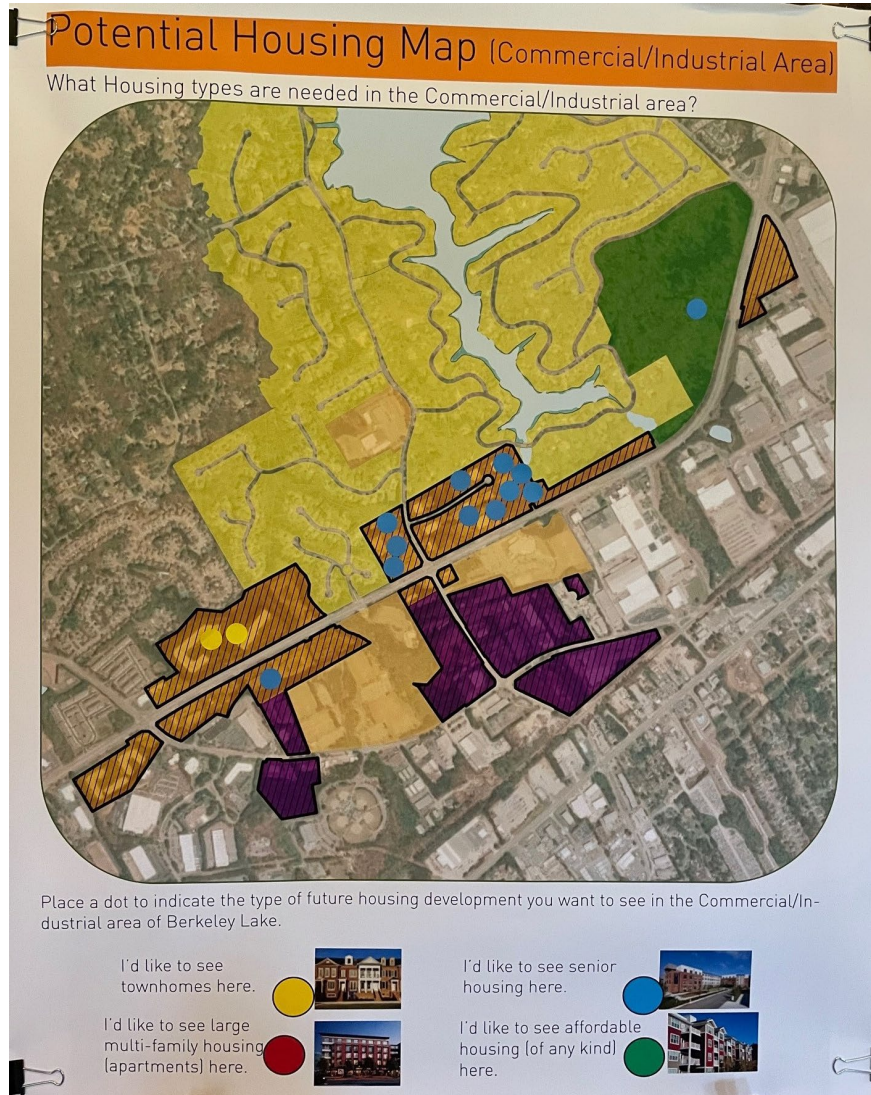 Potential Housing Map (Commercial/Industrial Area)
What Housing types are needed in the Commercial/Industrial area?
Place a dot to indicate the type of future housing development you want to see in the Commercial/In-
dustrial area of Berkeley Lake.
I'd like to see
townhomes here.
I'd like to see senior
housing here.
I'd like to see large
multi-family housing
(apartments) here.
I'd like to see affordable
housing (of any kind)
here.